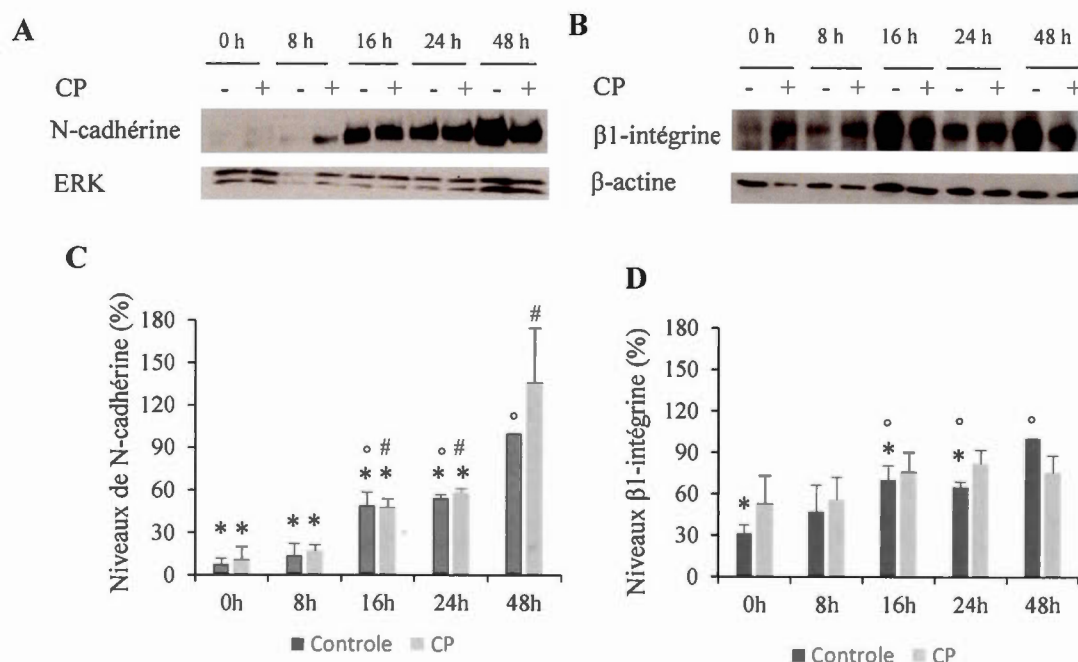 A
0 h 8 h 16 h 24 h 48 h
CP - + - + - + - + - +
N-cadhérine
ERK
B
0 h 8 h 16 h 24 h 48 h
CP - + - + - + - + - +
β1-intégrine
β-actine
C
Niveaux de N-cadhérine (%)
180
150
120
90
60
30
0
* * * * ° # * * ° # * * ° #
0h 8h 16h 24h 48h
Controle CP
D
Niveaux β1-intégrine (%)
180
150
120
90
60
30
0
* ° * ° * °
0h 8h 16h 24h 48h
Controle CP